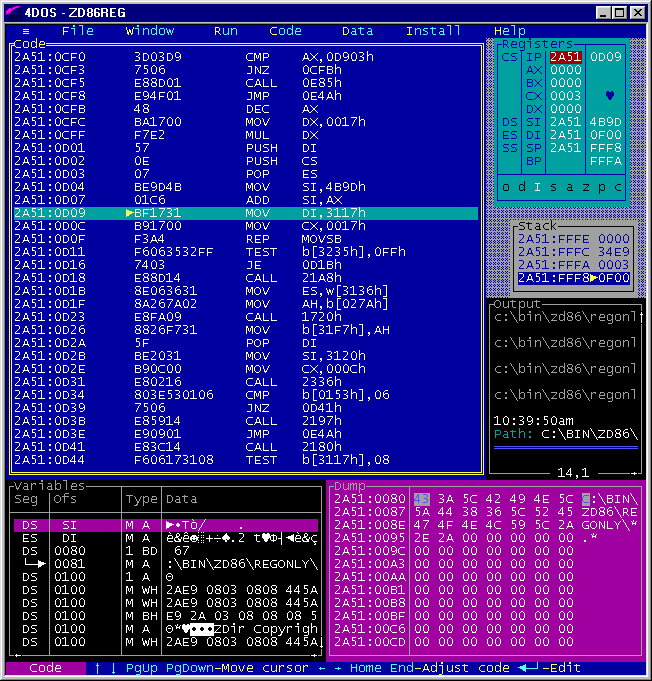 4DOS - ZD86REG
≡ File Window Run Code Data Install Help
Code
2A51:0CF0 3D03D9 CMP AX,0D903h
2A51:0CF3 7506 JNZ 0CFBh
2A51:0CF5 E88D01 CALL 0E85h
2A51:0CF8 E94F01 JMP 0E4Ah
2A51:0CFB 48 DEC AX
2A51:0CFC BA1700 MOV DX,0017h
2A51:0CFF F7E2 MUL DX
2A51:0D01 57 PUSH DI
2A51:0D02 0E PUSH CS
2A51:0D03 07 POP ES
2A51:0D04 BE9D4B MOV SI,4B9Dh
2A51:0D07 01C6 ADD SI,AX
2A51:0D09 ►BF1731 MOV DI,3117h
2A51:0D0C B91700 MOV CX,0017h
2A51:0D0F F3A4 REP MOVSB
2A51:0D11 F6063532FF TEST b[3235h],0FFh
2A51:0D16 7403 JE 0D1Bh
2A51:0D18 E88D14 CALL 21A8h
2A51:0D1B 8E063631 MOV ES,w[3136h]
2A51:0D1F 8A267A02 MOV AH,b[027Ah]
2A51:0D23 E8FA09 CALL 1720h
2A51:0D26 8826F731 MOV b[31F7h],AH
2A51:0D2A 5F POP DI
2A51:0D2B BE2031 MOV SI,3120h
2A51:0D2E B90C00 MOV CX,000Ch
2A51:0D31 E80216 CALL 2336h
2A51:0D34 803E530106 CMP b[0153h],06
2A51:0D39 7506 JNZ 0D41h
2A51:0D3B E85914 CALL 2197h
2A51:0D3E E90901 JMP 0E4Ah
2A51:0D41 E83C14 CALL 2180h
2A51:0D44 F606173108 TEST b[3117h],08
Registers
CS IP 2A51 0D09
AX 0000
BX 0000
CX 0003 ♥
DX 0000
DS SI 2A51 4B9D
ES DI 2A51 0F00
SS SP 2A51 FFF8
BP FFFA
o d I s a z p c
Stack
2A51:FFFE 0000
2A51:FFFC 34E9
2A51:FFFA 0003
2A51:FFF8►0F00
Output
c:\bin\zd86\regonl
c:\bin\zd86\regonl
c:\bin\zd86\regonl
c:\bin\zd86\regonl
10:39:50am
Path: C:\BIN\ZD86\
14,1
Variables
Seg Ofs Type Data
DS SI M A ►•Tò/ .
ES DI M A
DS 0080 1 BD 67
0081 M A :\BIN\ZD86\REGONLY\
DS 0100 1 A Θ
DS 0100 M WH 2AE9 0803 0808 445A
DS 0100 M WH 2AE9 0803 0808 445A
DS 0100 M BH E9 2A 03 08 08 08 5
DS 0100 M A Θ*♥◘◘◘ZDir Copyrigh
DS 0100 M WH 2AE9 0803 0808 445A
Dump
2A51:0080 43 3A 5C 42 49 4E 5C C:\BIN\
2A51:0087 5A 44 38 36 5C 52 45 ZD86\RE
2A51:008E 47 4F 4E 4C 59 5C 2A GONLY\*
2A51:0095 2E 2A 00 00 00 00 00 .*
2A51:009C 00 00 00 00 00 00 00
2A51:00A3 00 00 00 00 00 00 00
2A51:00AA 00 00 00 00 00 00 00
2A51:00B1 00 00 00 00 00 00 00
2A51:00B8 00 00 00 00 00 00 00
2A51:00BF 00 00 00 00 00 00 00
2A51:00C6 00 00 00 00 00 00 00
2A51:00CD 00 00 00 00 00 00 00
Code ↑ ↓ PgUp PgDown-Move cursor ← → Home End-Adjust code ◄┘-Edit